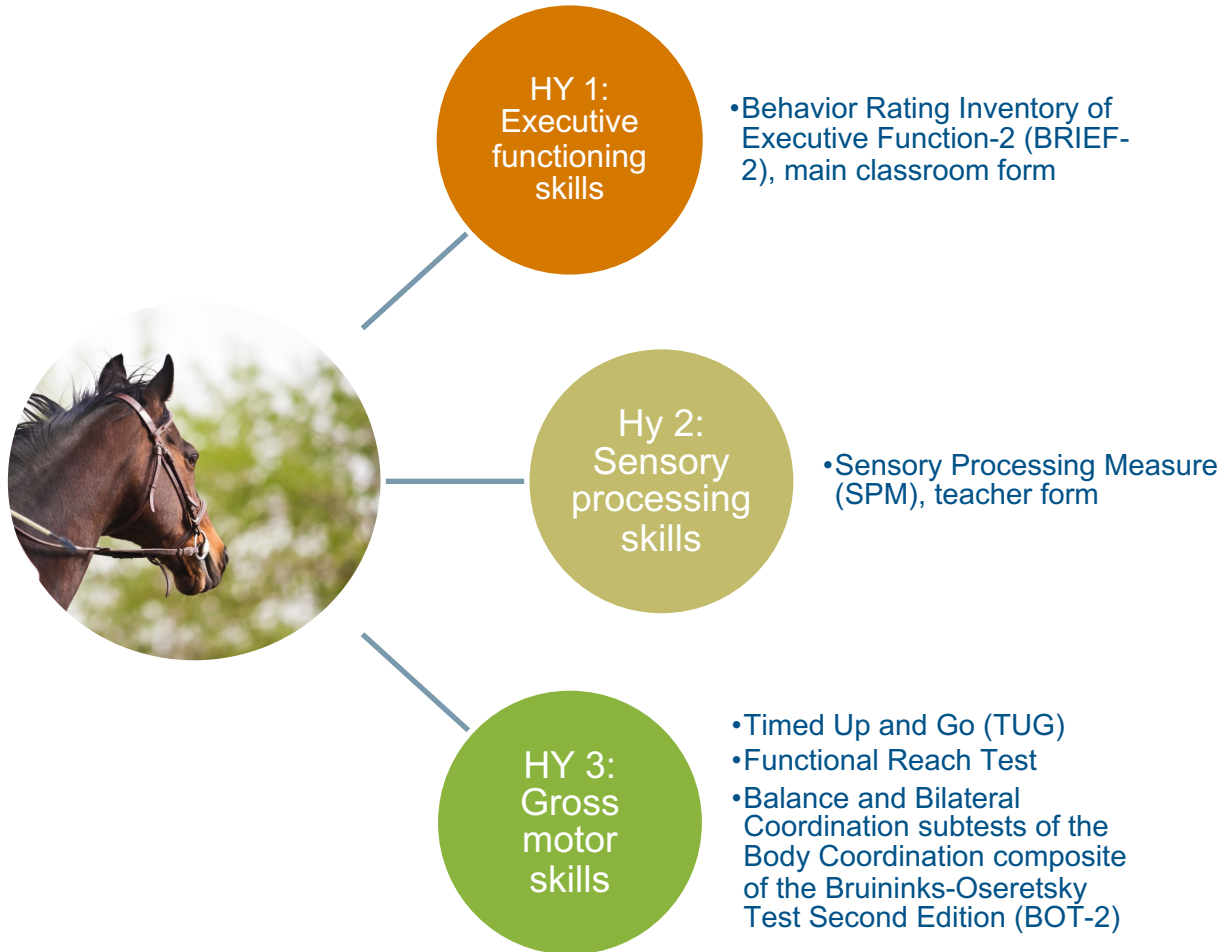 HY 1:
Executive
functioning
skills
•Behavior Rating Inventory of
Executive Function-2 (BRIEF-
2), main classroom form
Hy 2:
Sensory
processing
skills
•Sensory Processing Measure
(SPM), teacher form
HY 3:
Gross
motor
skills
•Timed Up and Go (TUG)
•Functional Reach Test
•Balance and Bilateral
Coordination subtests of the
Body Coordination composite
of the Bruininks-Oseretsky
Test Second Edition (BOT-2)